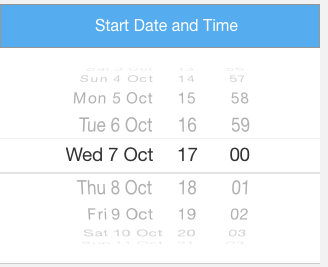 Start Date and Time
Sun 4 Oct 14 57
Mon 5 Oct 15 58
Tue 6 Oct 16 59
Wed 7 Oct 17 00
Thu 8 Oct 18 01
Fri 9 Oct 19 02
Sat 10 Oct 20 03